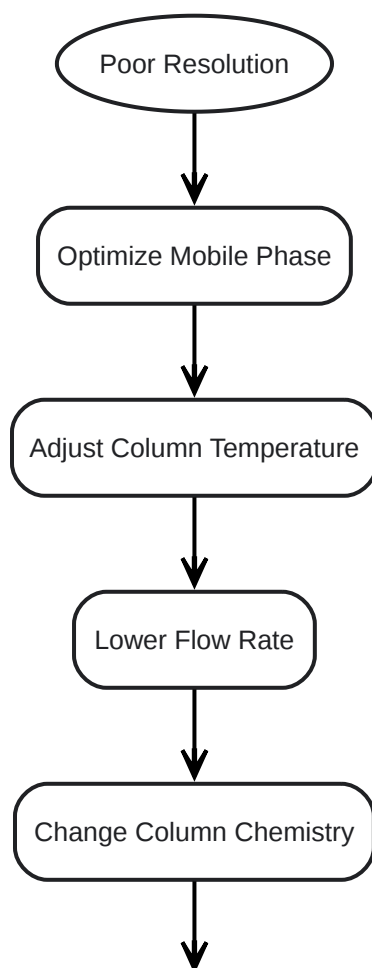 Poor Resolution
Optimize Mobile Phase
Adjust Column Temperature
Lower Flow Rate
Change Column Chemistry